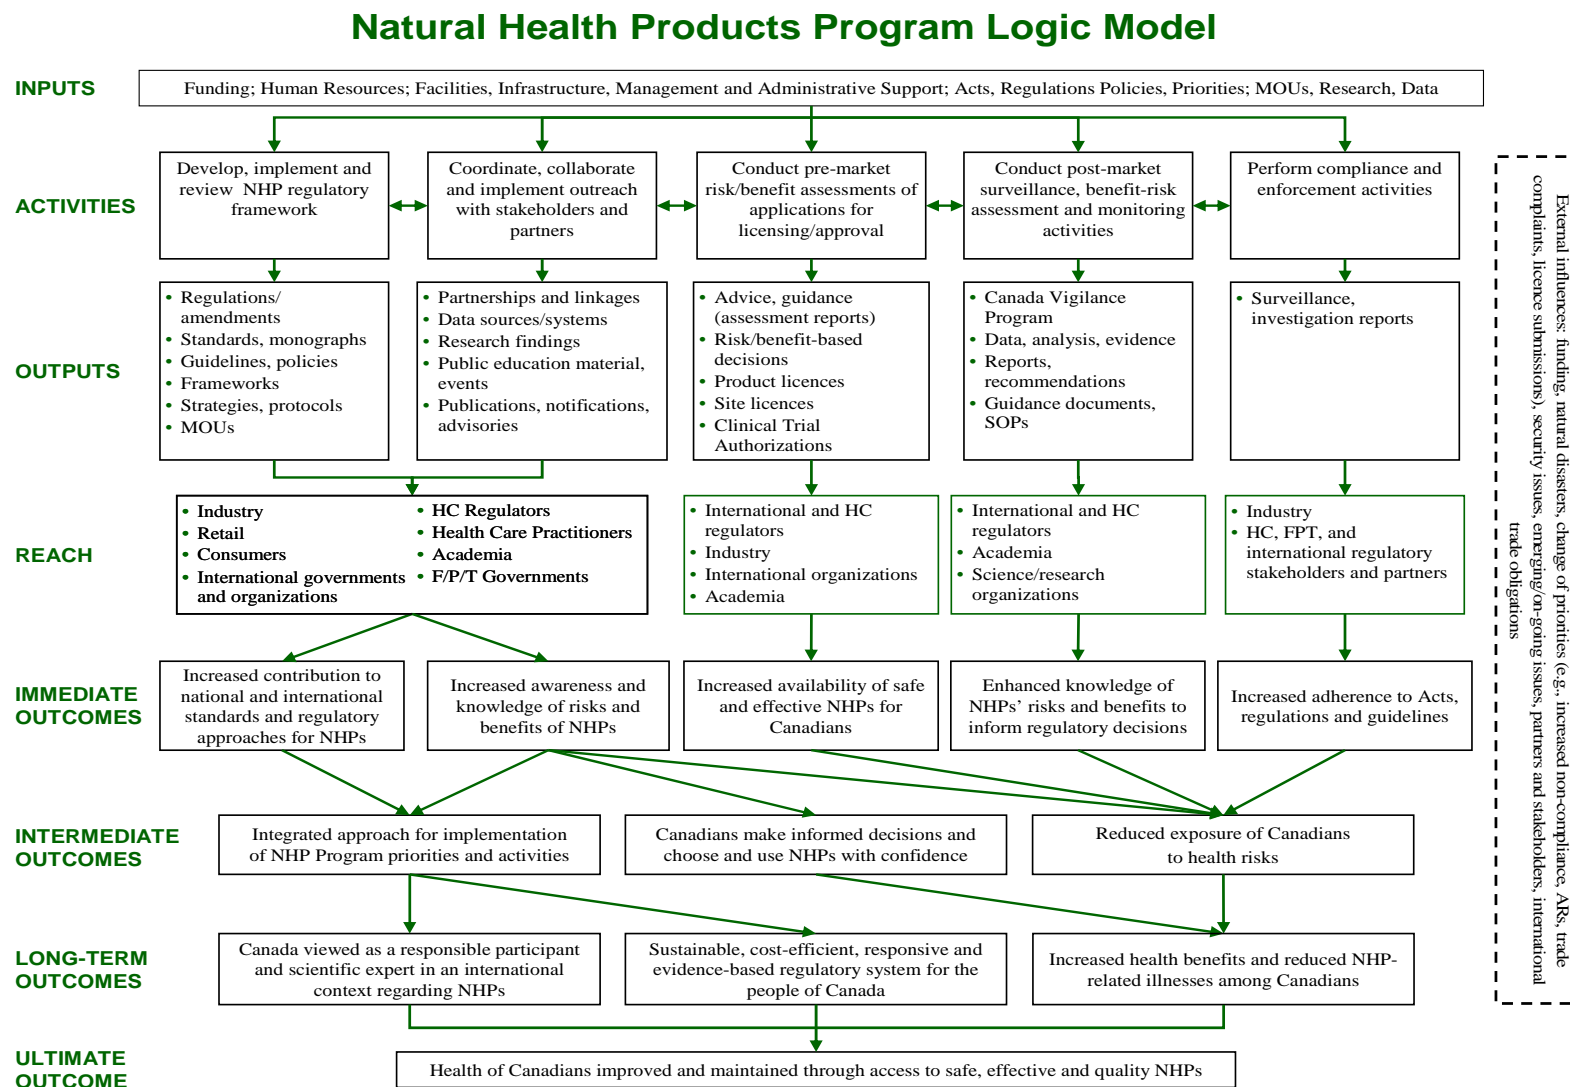 Natural Health Products Program Logic Model
INPUTS
Funding; Human Resources; Facilities, Infrastructure, Management and Administrative Support; Acts, Regulations Policies, Priorities; MOUs, Research, Data
ACTIVITIES
Develop, implement and
review NHP regulatory
framework
Coordinate, collaborate
and implement outreach
with stakeholders and
partners
Conduct pre-market
risk/benefit assessments of
applications for
licensing/approval
Conduct post-market
surveillance, benefit-risk
assessment and monitoring
activities
Perform compliance and
enforcement activities
OUTPUTS
• Regulations/
amendments
• Standards, monographs
• Guidelines, policies
• Frameworks
• Strategies, protocols
• MOUs
• Partnerships and linkages
• Data sources/systems
• Research findings
• Public education material,
events
• Publications, notifications,
advisories
• Advice, guidance
(assessment reports)
• Risk/benefit-based
decisions
• Product licences
• Site licences
• Clinical Trial
Authorizations
• Canada Vigilance
Program
• Data, analysis, evidence
• Reports,
recommendations
• Guidance documents,
SOPs
• Surveillance,
investigation reports
REACH
• Industry
• Retail
• Consumers
• International governments
and organizations
• HC Regulators
• Health Care Practitioners
• Academia
• F/P/T Governments
• International and HC
regulators
• Industry
• International organizations
• Academia
• International and HC
regulators
• Academia
• Science/research
organizations
• Industry
• HC, FPT, and
international regulatory
stakeholders and partners
IMMEDIATE
OUTCOMES
Increased contribution to
national and international
standards and regulatory
approaches for NHPs
Increased awareness and
knowledge of risks and
benefits of NHPs
Increased availability of safe
and effective NHPs for
Canadians
Enhanced knowledge of
NHPs’ risks and benefits to
inform regulatory decisions
Increased adherence to Acts,
regulations and guidelines
INTERMEDIATE
OUTCOMES
Integrated approach for implementation
of NHP Program priorities and activities
Canadians make informed decisions and
choose and use NHPs with confidence
Reduced exposure of Canadians
to health risks
LONG-TERM
OUTCOMES
Canada viewed as a responsible participant
and scientific expert in an international
context regarding NHPs
Sustainable, cost-efficient, responsive and
evidence-based regulatory system for the
people of Canada
Increased health benefits and reduced NHP-
related illnesses among Canadians
ULTIMATE
OUTCOME
Health of Canadians improved and maintained through access to safe, effective and quality NHPs
External influences: funding, natural disasters, change of priorities (e.g., increased non-compliance, ARs, trade
complaints, licence submissions), security issues, emerging/on-going issues, partners and stakeholders, international
trade obligations